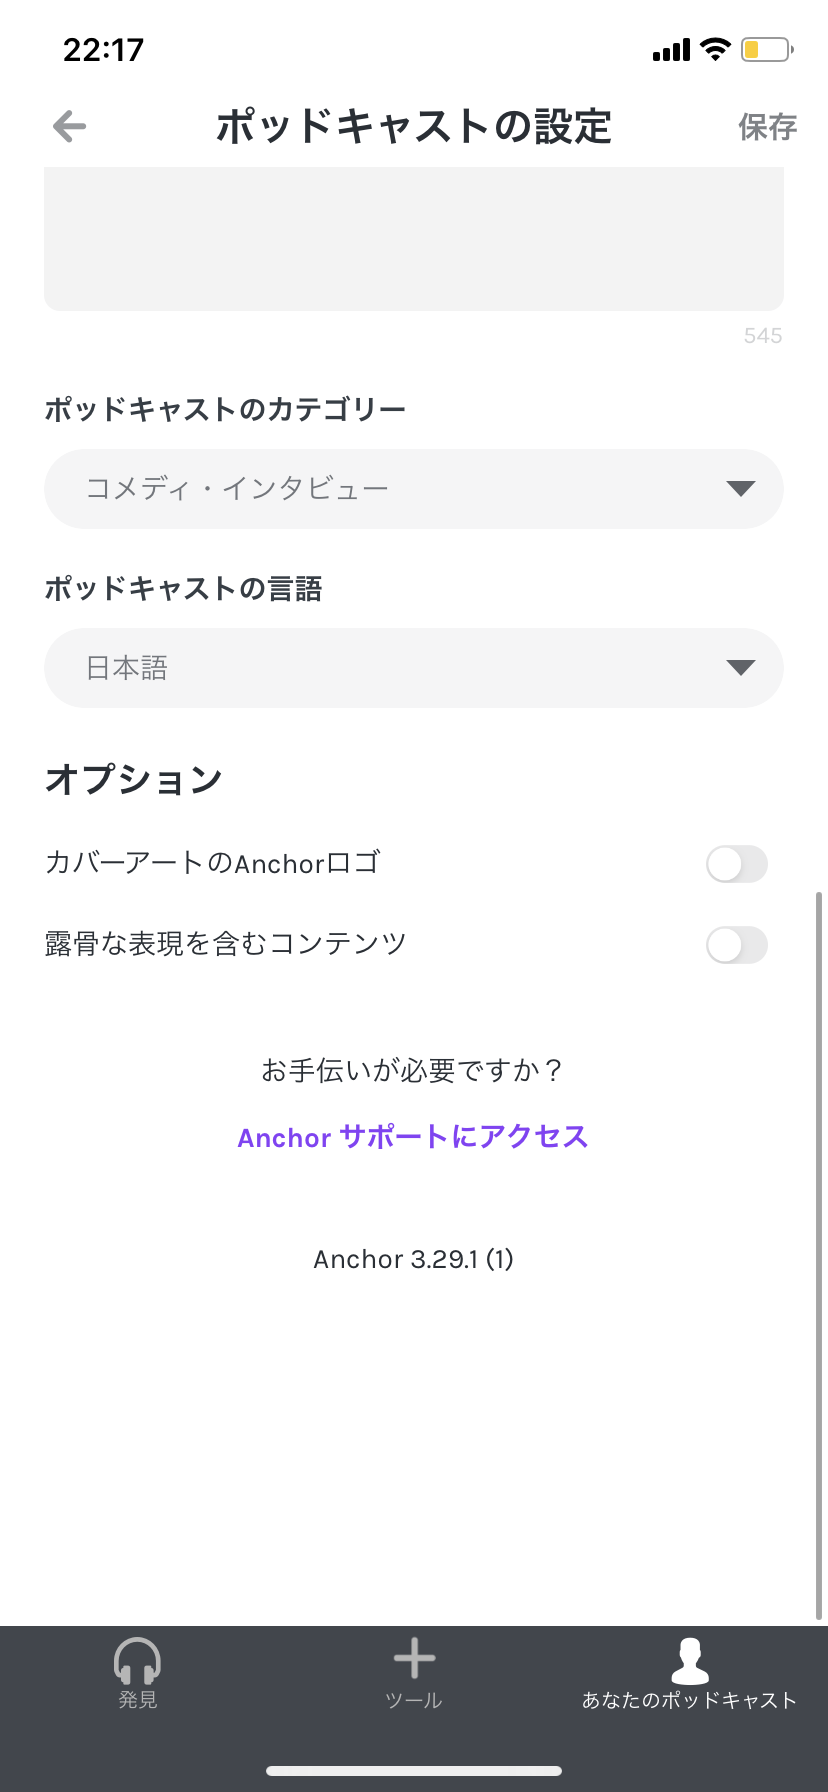 22:17
ポッドキャストの設定
保存
545
ポッドキャストのカテゴリー
コメディ・インタビュー
ポッドキャストの言語
日本語
オプション
カバーアートのAnchorロゴ
露骨な表現を含むコンテンツ
お手伝いが必要ですか？
Anchor サポートにアクセス
Anchor 3.29.1 (1)
発見
ツール
あなたのポッドキャスト